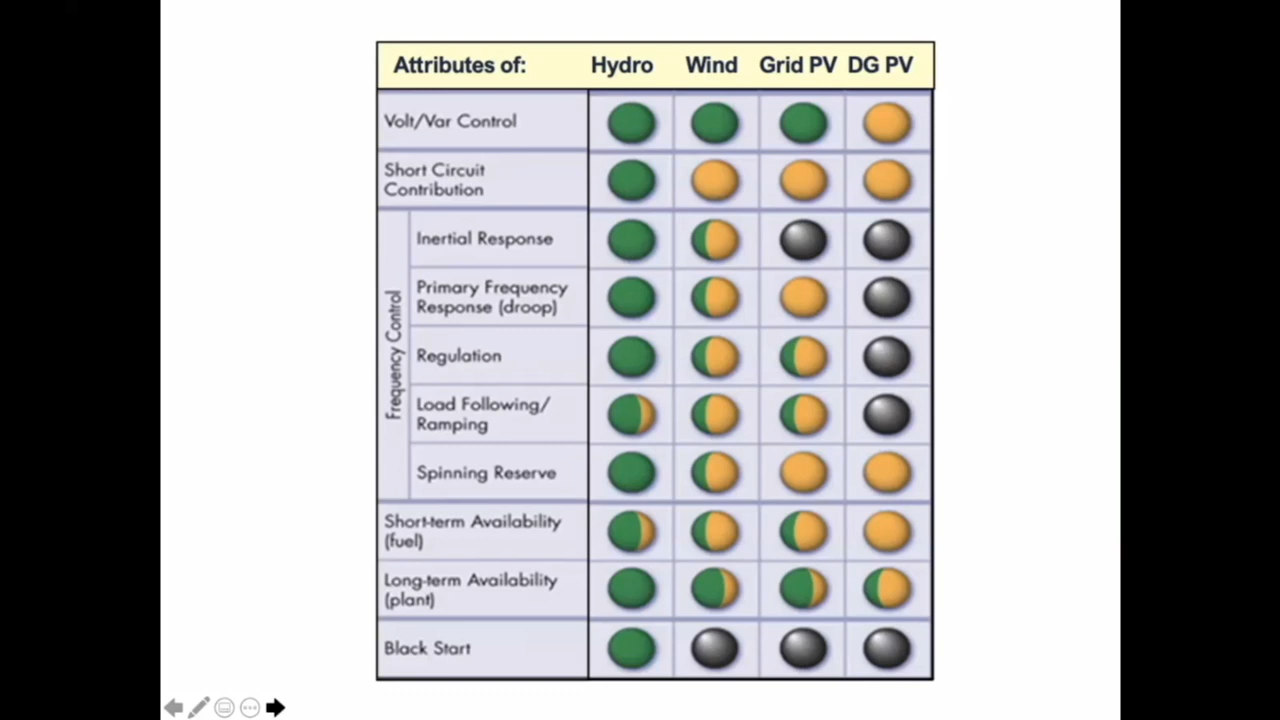 Attributes of: Hydro Wind Grid PV DG PV
Volt/Var Control
Short Circuit
Contribution
Frequency Control
Inertial Response
Primary Frequency
Response (droop)
Regulation
Load Following/
Ramping
Spinning Reserve
Short-term Availability
(fuel)
Long-term Availability
(plant)
Black Start